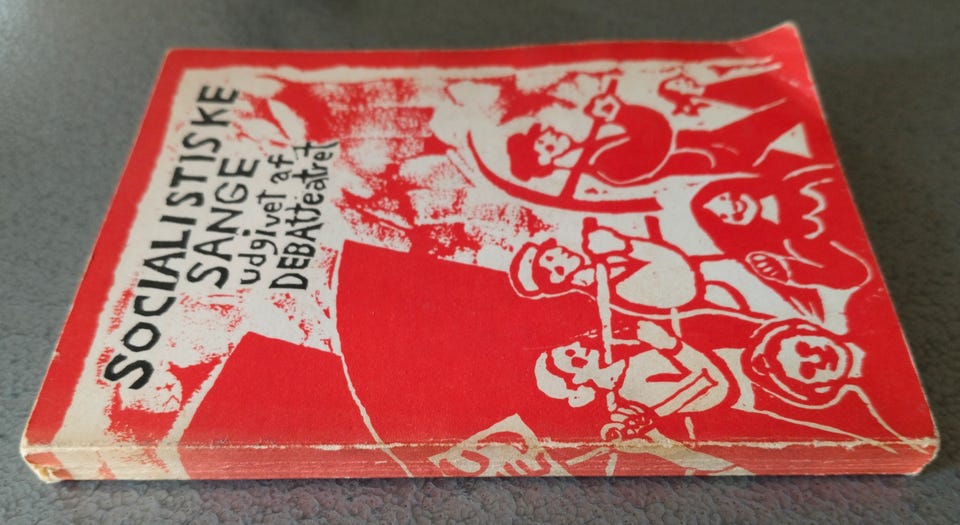 SOCIALISTISKE
SANGE
udgivet af
DEBATteatret